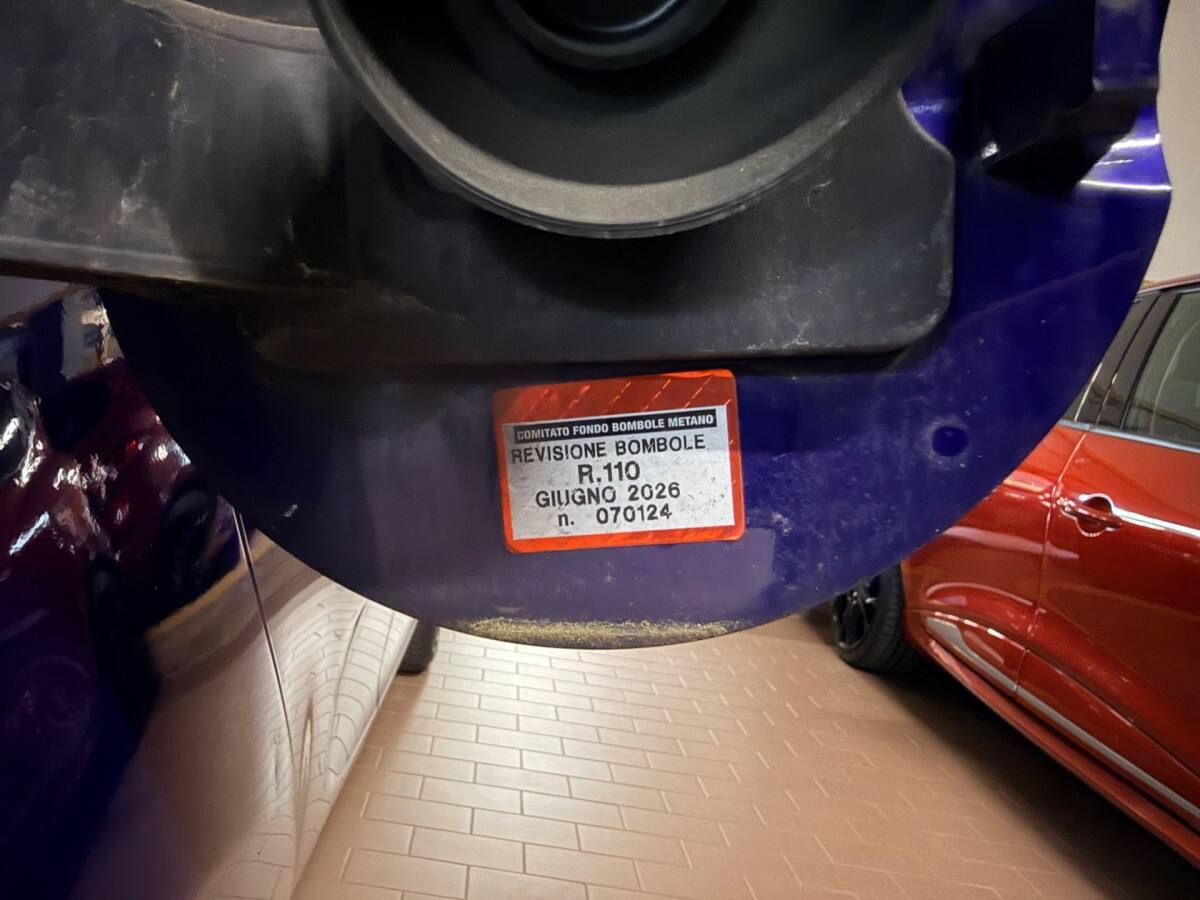 COMITATO FONDO BOMBOLE METANO
REVISIONE BOMBOLE
R.110
GIUGNO 2026
n. 070124